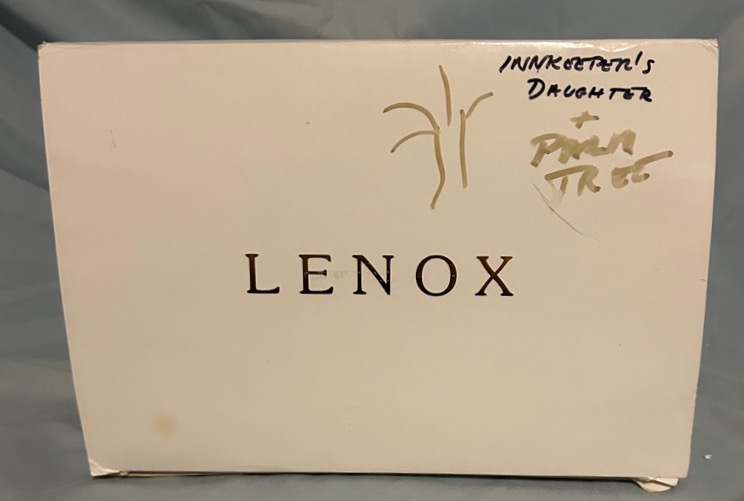 INNKEEPER'S
DAUGHTER
+
PALM
TREE
LENOX